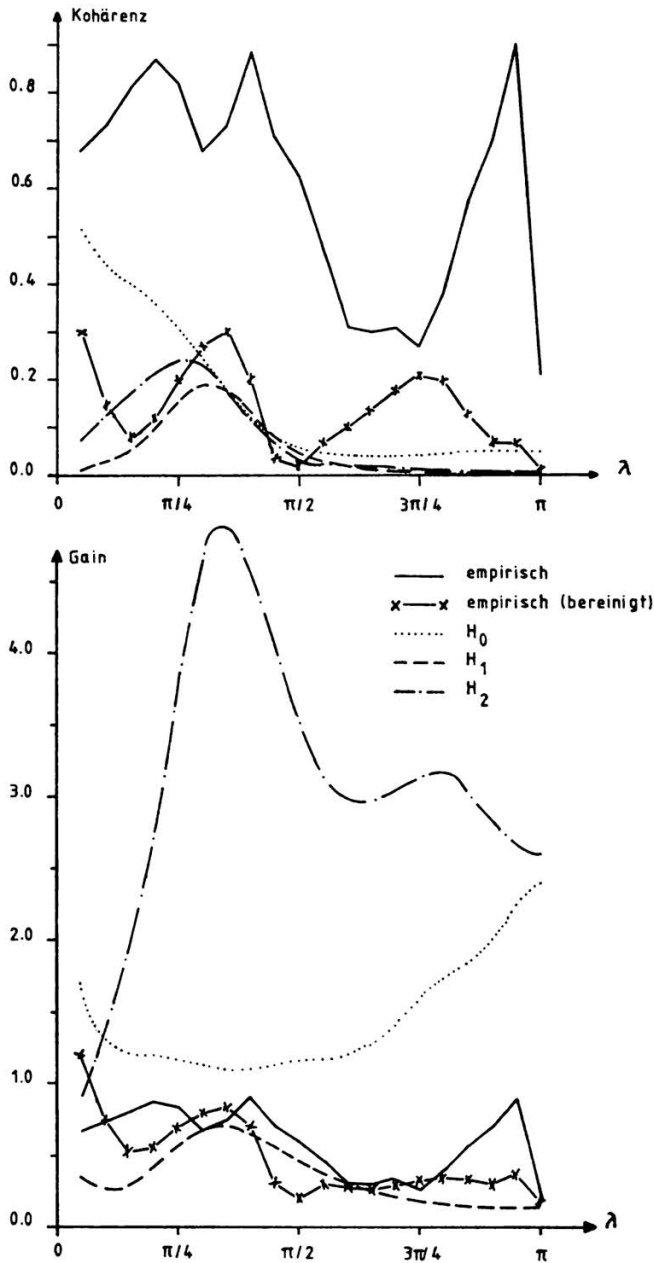 Kohärenz
0.8
0.6
0.4
0.2
0.0
0
π/4
π/2
3π/4
π
λ
Gain
empirisch
empirisch (bereinigt)
H0
H1
H2
4.0
3.0
2.0
1.0
0.0
0
π/4
π/2
3π/4
π
λ